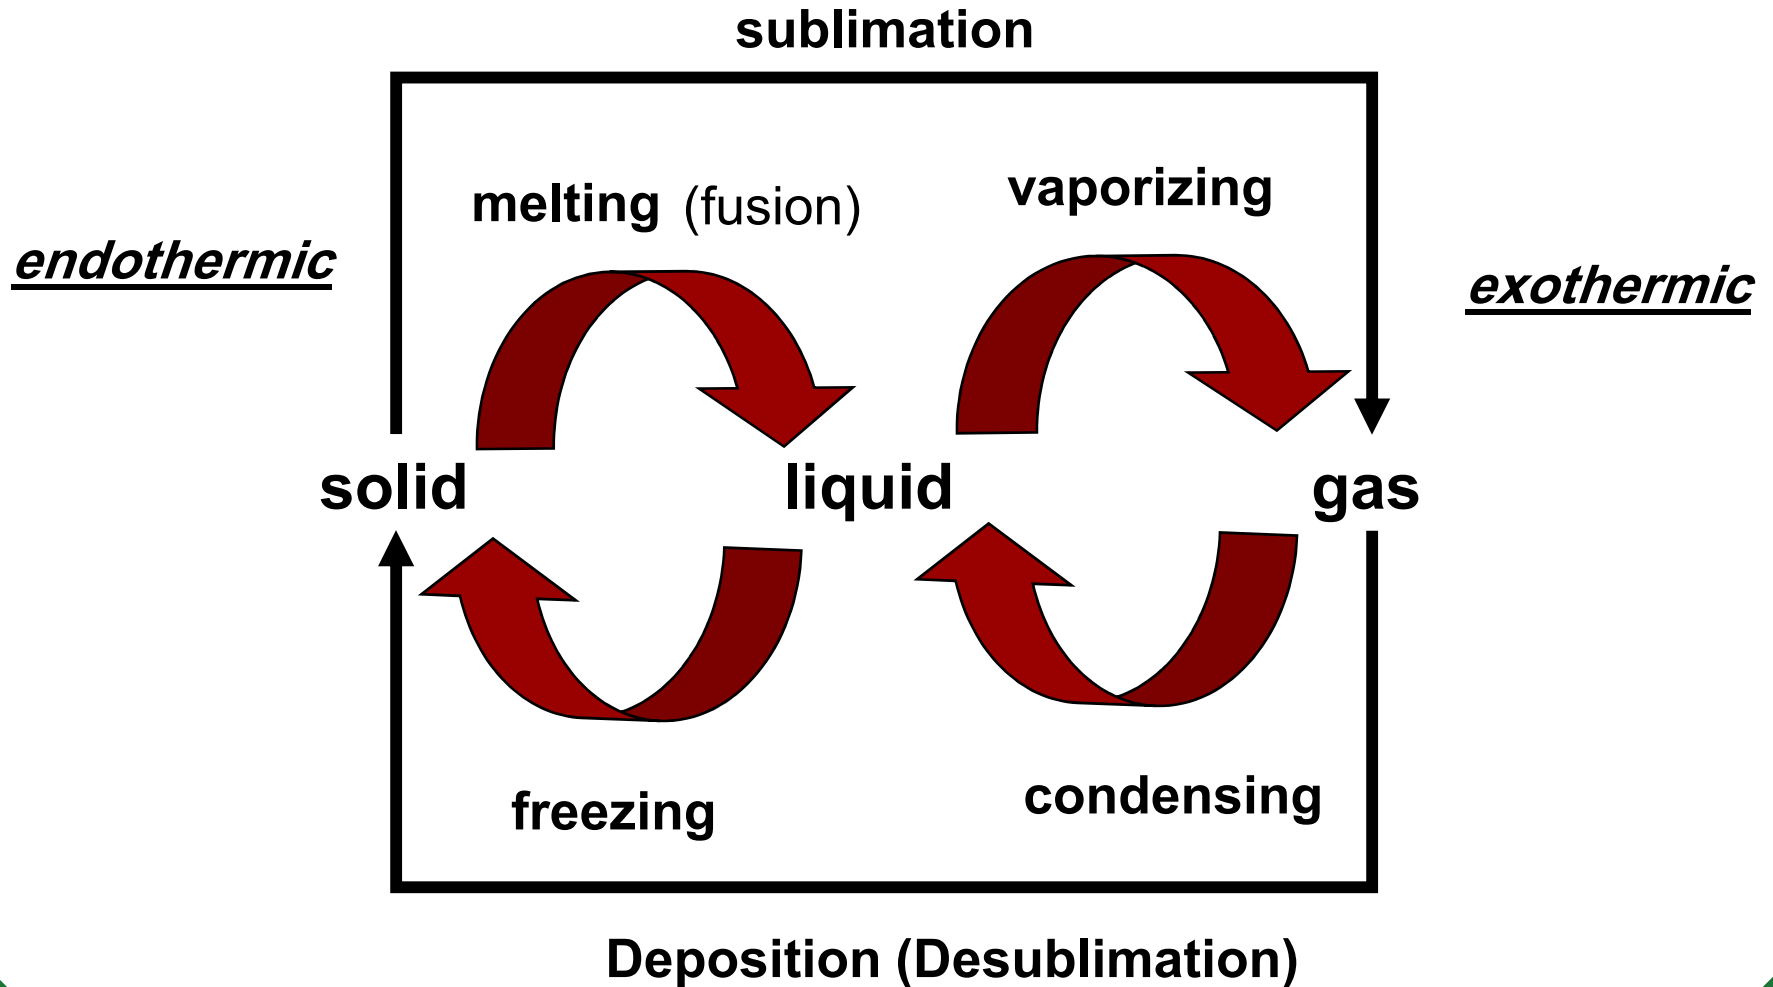 sublimation
melting (fusion)
vaporizing
endothermic
exothermic
solid
liquid
gas
freezing
condensing
Deposition (Desublimation)